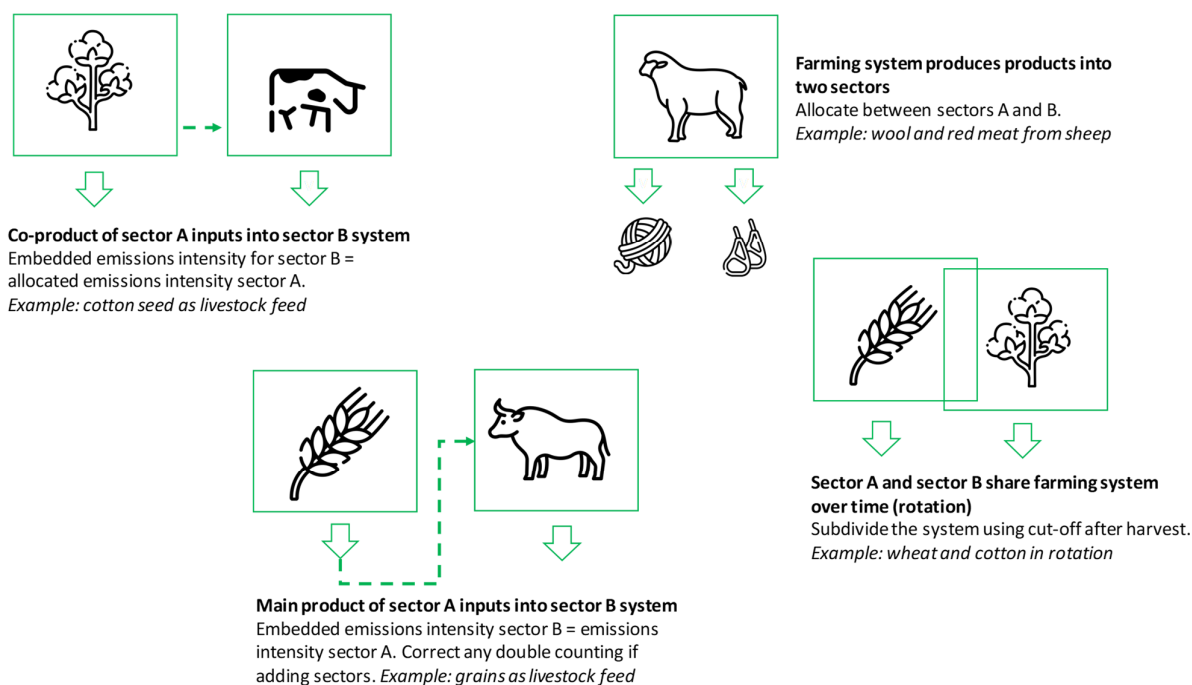 Farming system produces products into
two sectors
Allocate between sectors A and B.
Example: wool and red meat from sheep
Co-product of sector A inputs into sector B system
Embedded emissions intensity for sector B =
allocated emissions intensity sector A.
Example: cotton seed as livestock feed
Sector A and sector B share farming system
over time (rotation)
Subdivide the system using cut-off after harvest.
Example: wheat and cotton in rotation
Main product of sector A inputs into sector B system
Embedded emissions intensity sector B = emissions
intensity sector A. Correct any double counting if
adding sectors. Example: grains as livestock feed